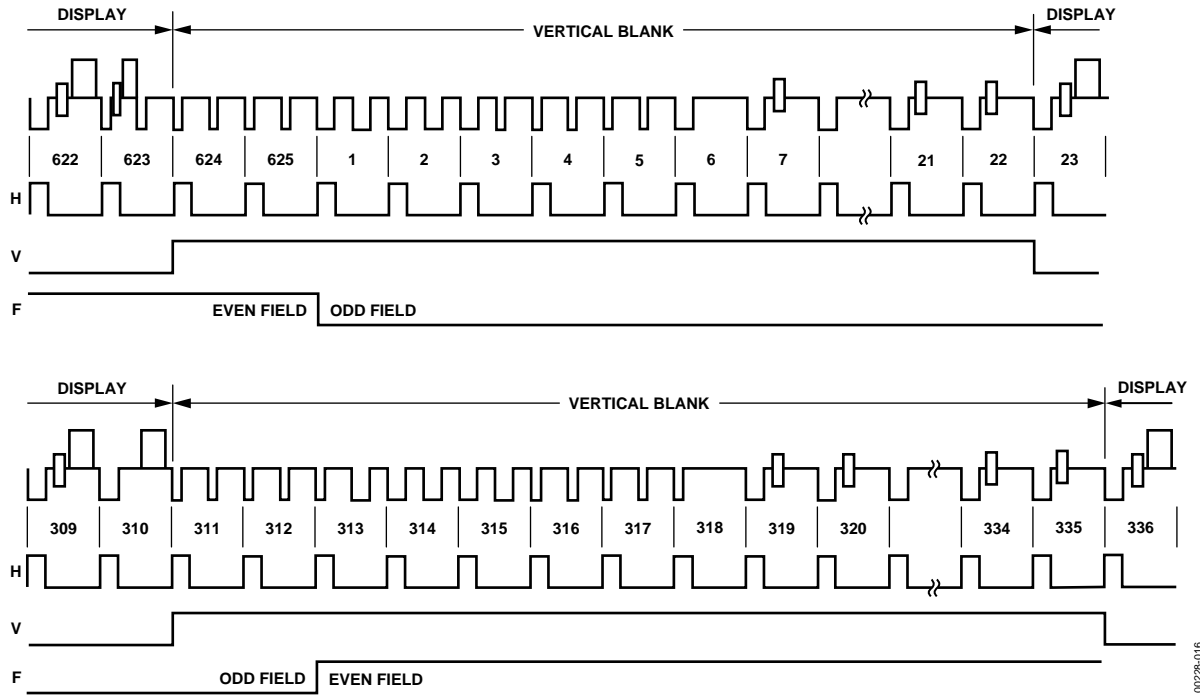 DISPLAY VERTICAL BLANK DISPLAY
622 623 624 625 1 2 3 4 5 6 7 21 22 23
H
V
F EVEN FIELD ODD FIELD
DISPLAY VERTICAL BLANK DISPLAY
309 310 311 312 313 314 315 316 317 318 319 320 334 335 336
H
V
F ODD FIELD EVEN FIELD
00228-016